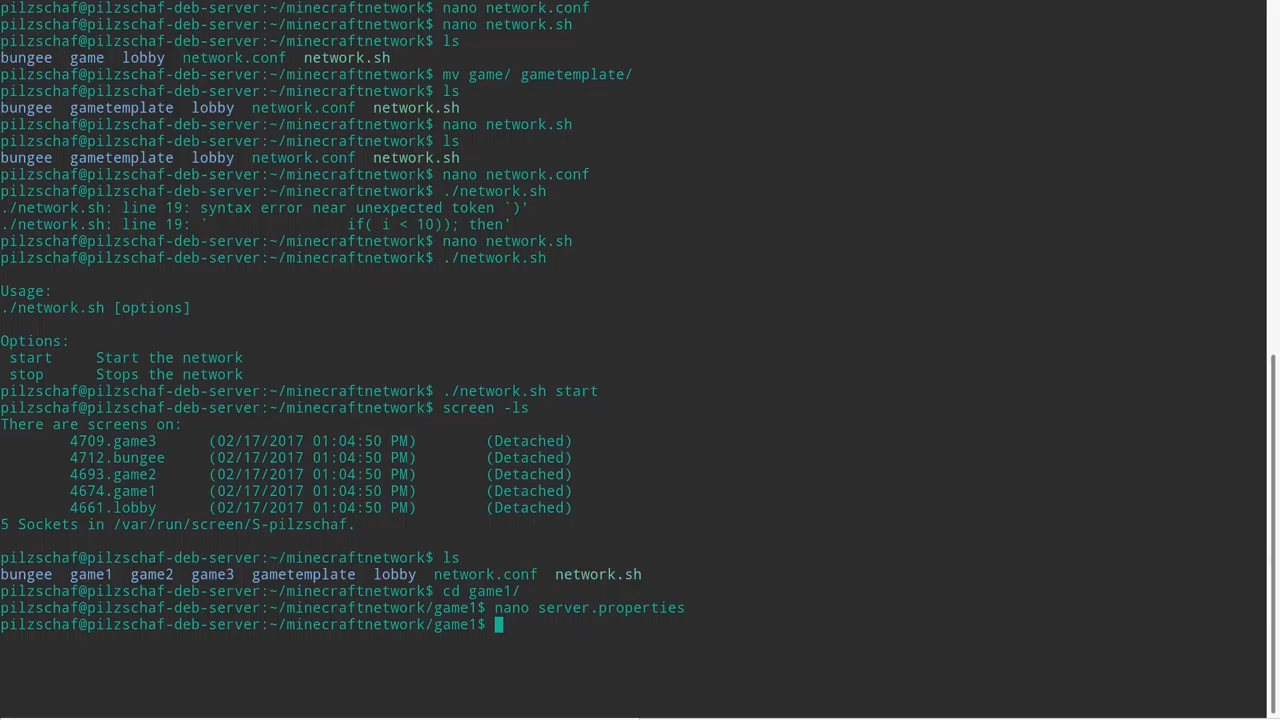 pilzschaf@pilzschaf-deb-server:~/minecraftnetwork$ nano network.conf
pilzschaf@pilzschaf-deb-server:~/minecraftnetwork$ nano network.sh
pilzschaf@pilzschaf-deb-server:~/minecraftnetwork$ ls
bungee  game  lobby  network.conf  network.sh
pilzschaf@pilzschaf-deb-server:~/minecraftnetwork$ mv game/ gametemplate/
pilzschaf@pilzschaf-deb-server:~/minecraftnetwork$ ls
bungee  gametemplate  lobby  network.conf  network.sh
pilzschaf@pilzschaf-deb-server:~/minecraftnetwork$ nano network.sh
pilzschaf@pilzschaf-deb-server:~/minecraftnetwork$ ls
bungee  gametemplate  lobby  network.conf  network.sh
pilzschaf@pilzschaf-deb-server:~/minecraftnetwork$ nano network.conf
pilzschaf@pilzschaf-deb-server:~/minecraftnetwork$ ./network.sh
./network.sh: line 19: syntax error near unexpected token `)'
./network.sh: line 19: `                if( i < 10)); then'
pilzschaf@pilzschaf-deb-server:~/minecraftnetwork$ nano network.sh
pilzschaf@pilzschaf-deb-server:~/minecraftnetwork$ ./network.sh
Usage:
./network.sh [options]
Options:
 start     Start the network
 stop      Stops the network
pilzschaf@pilzschaf-deb-server:~/minecraftnetwork$ ./network.sh start
pilzschaf@pilzschaf-deb-server:~/minecraftnetwork$ screen -ls
There are screens on:
        4709.game3      (02/17/2017 01:04:50 PM)        (Detached)
        4712.bungee     (02/17/2017 01:04:50 PM)        (Detached)
        4693.game2      (02/17/2017 01:04:50 PM)        (Detached)
        4674.game1      (02/17/2017 01:04:50 PM)        (Detached)
        4661.lobby      (02/17/2017 01:04:50 PM)        (Detached)
5 Sockets in /var/run/screen/S-pilzschaf.
pilzschaf@pilzschaf-deb-server:~/minecraftnetwork$ ls
bungee  game1  game2  game3  gametemplate  lobby  network.conf  network.sh
pilzschaf@pilzschaf-deb-server:~/minecraftnetwork$ cd game1/
pilzschaf@pilzschaf-deb-server:~/minecraftnetwork/game1$ nano server.properties
pilzschaf@pilzschaf-deb-server:~/minecraftnetwork/game1$